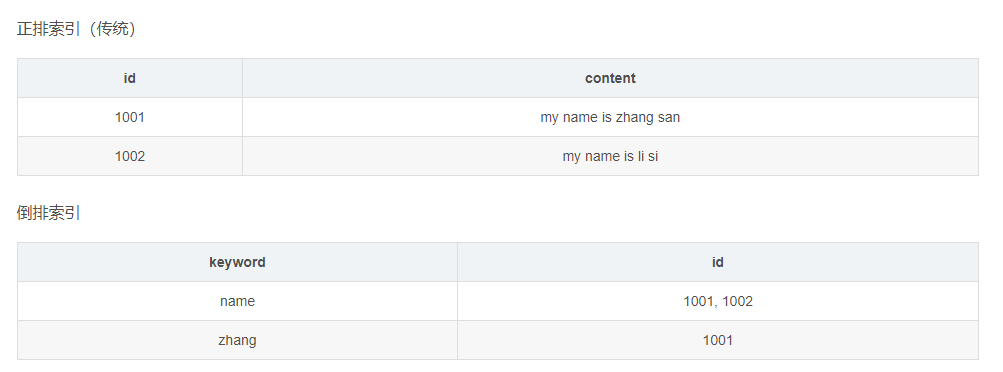 正排索引（传统）
id content
1001 my name is zhang san
1002 my name is li si
倒排索引
keyword id
name 1001, 1002
zhang 1001